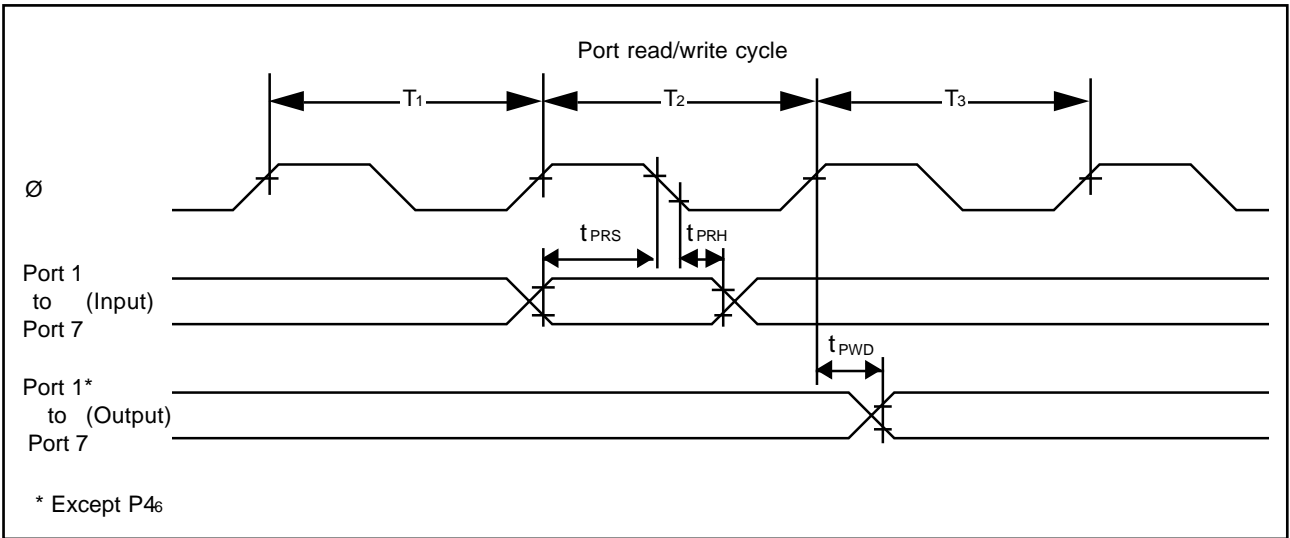 Port read/write cycle
T1 T2 T3
Ø
tPRS tPRH
Port 1
to (Input)
Port 7
tPWD
Port 1*
to (Output)
Port 7
* Except P46